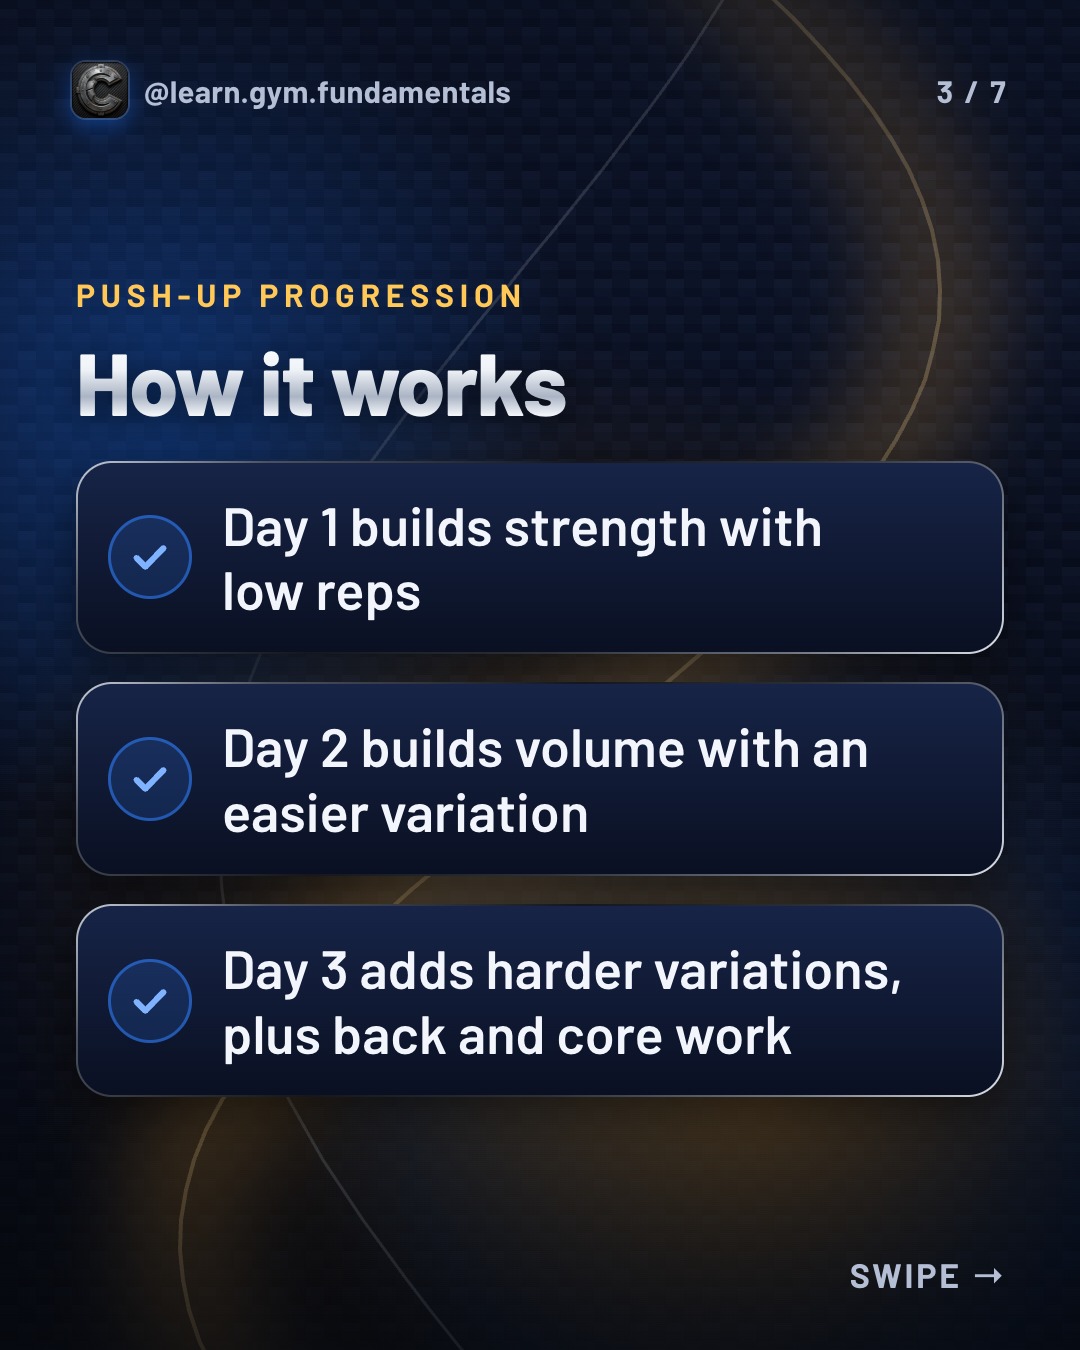 @learn.gym.fundamentals
3 / 7
PUSH-UP PROGRESSION
How it works
Day 1 builds strength with
low reps
Day 2 builds volume with an
easier variation
Day 3 adds harder variations,
plus back and core work
SWIPE →